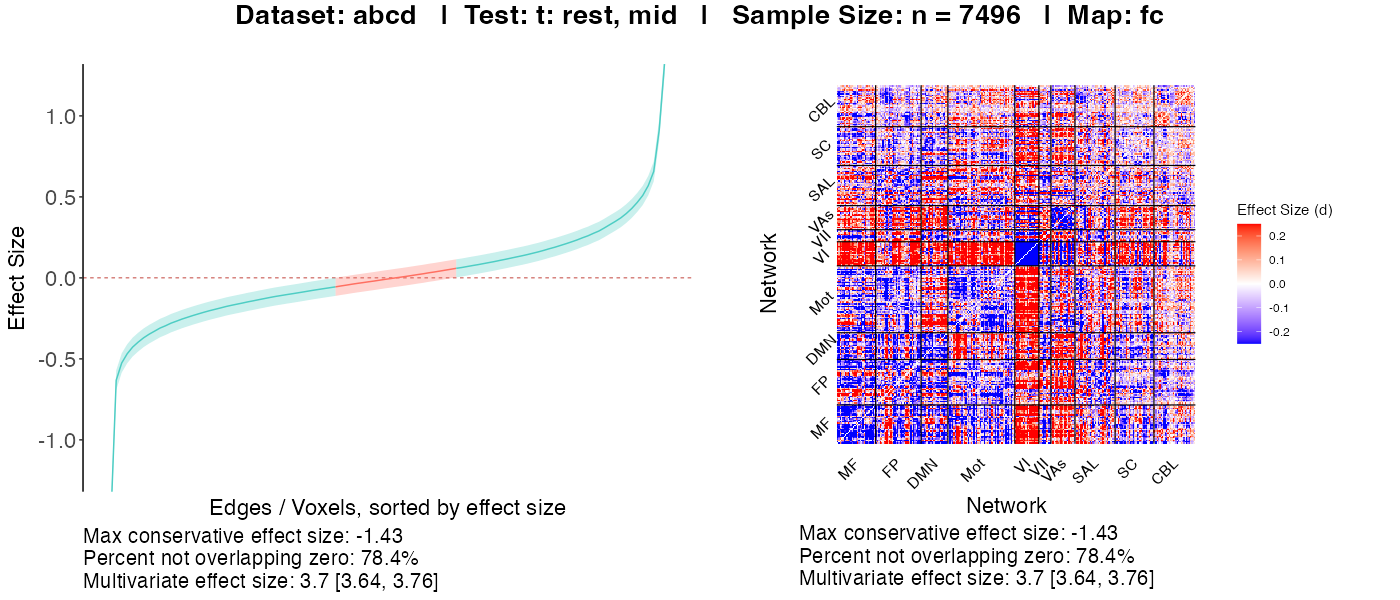 Dataset: abcd | Test: t: rest, mid | Sample Size: n = 7496 | Map: fc
Effect Size
1.0
0.5
0.0
-0.5
-1.0
Edges / Voxels, sorted by effect size
Max conservative effect size: -1.43
Percent not overlapping zero: 78.4%
Multivariate effect size: 3.7 [3.64, 3.76]
Network
CBL
SC
SAL
VAs
VII
VI
Mot
DMN
FP
MF
MF
FP
DMN
Mot
VI
VII
VAs
SAL
SC
CBL
Network
Max conservative effect size: -1.43
Percent not overlapping zero: 78.4%
Multivariate effect size: 3.7 [3.64, 3.76]
Effect Size (d)
0.2
0.1
0.0
-0.1
-0.2